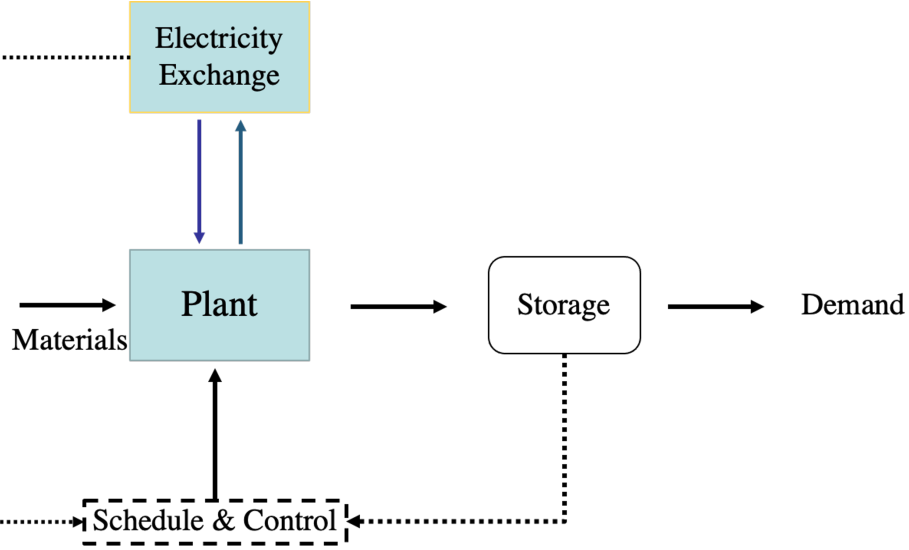 Electricity
Exchange
Plant
Materials
Storage
Demand
Schedule & Control